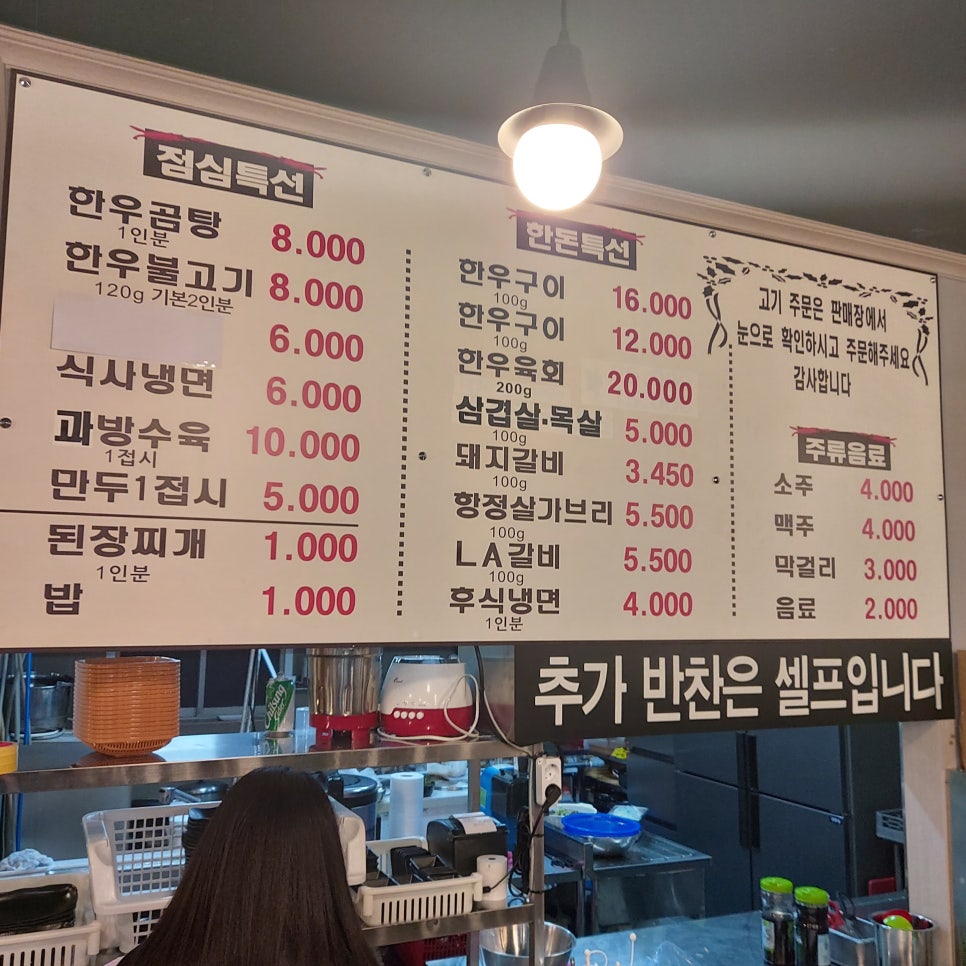 점심특선
한우곰탕 8.000
1인분
한우불고기 8.000
120g 기본2인분
6.000
식사냉면 6.000
과방수육 10.000
1접시
만두1접시 5.000
된장찌개 1.000
1인분
밥 1.000
한돈특선
한우구이 16.000
100g
한우구이 12.000
100g
한우육회 20.000
200g
삼겹살·목살 5.000
100g
돼지갈비 3.450
100g
항정살가브리 5.500
100g
LA갈비 5.500
100g
후식냉면 4.000
1인분
고기 주문은 판매장에서
눈으로 확인하시고 주문해주세요
감사합니다
주류음료
소주 4.000
맥주 4.000
막걸리 3.000
음료 2.000
추가 반찬은 셀프입니다